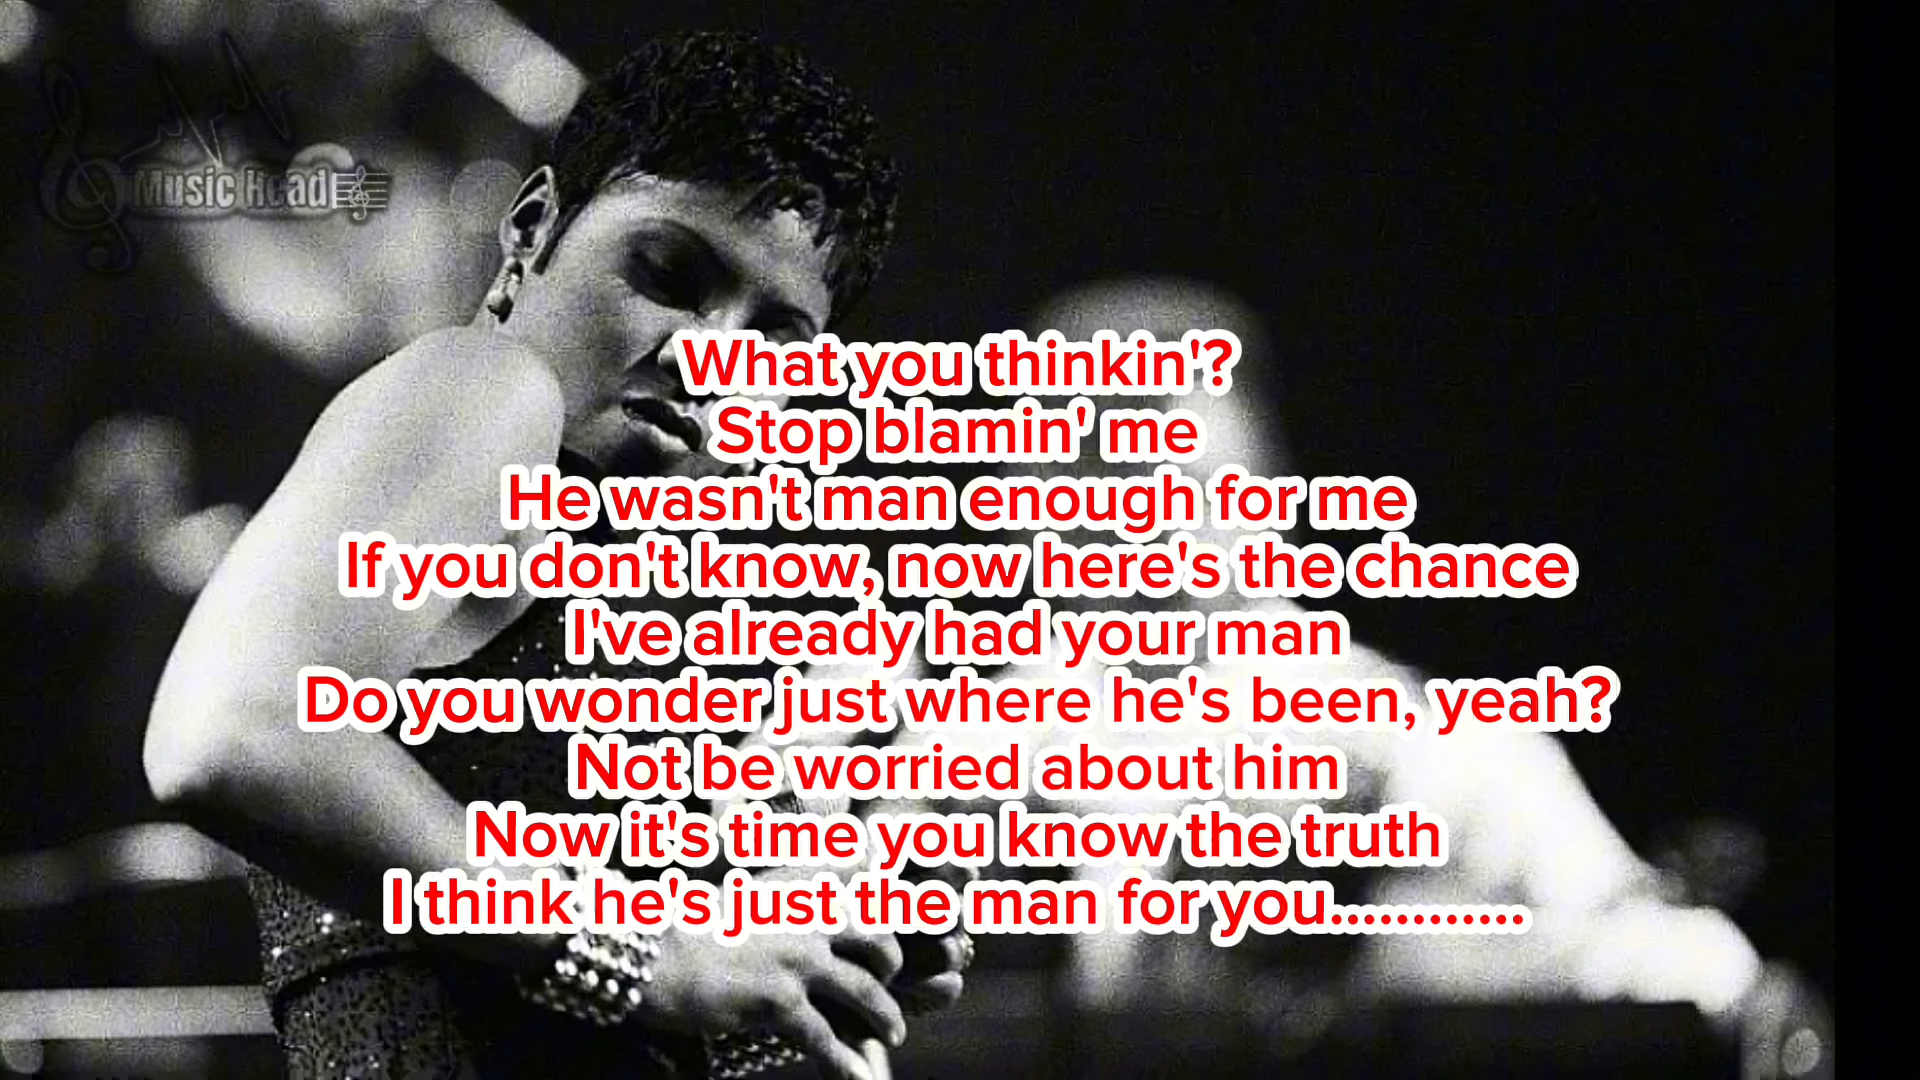 Music Head
What you thinkin'?
Stop blamin' me
He wasn't man enough for me
If you don't know, now here's the chance
I've already had your man
Do you wonder just where he's been, yeah?
Not be worried about him
Now it's time you know the truth
I think he's just the man for you............